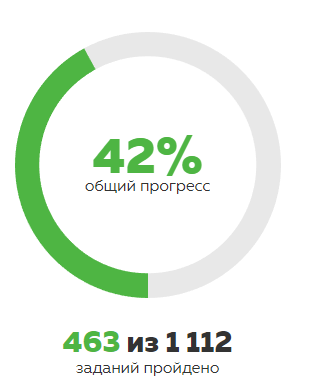 42%
общий прогресс
463 из 1 112
заданий пройдено